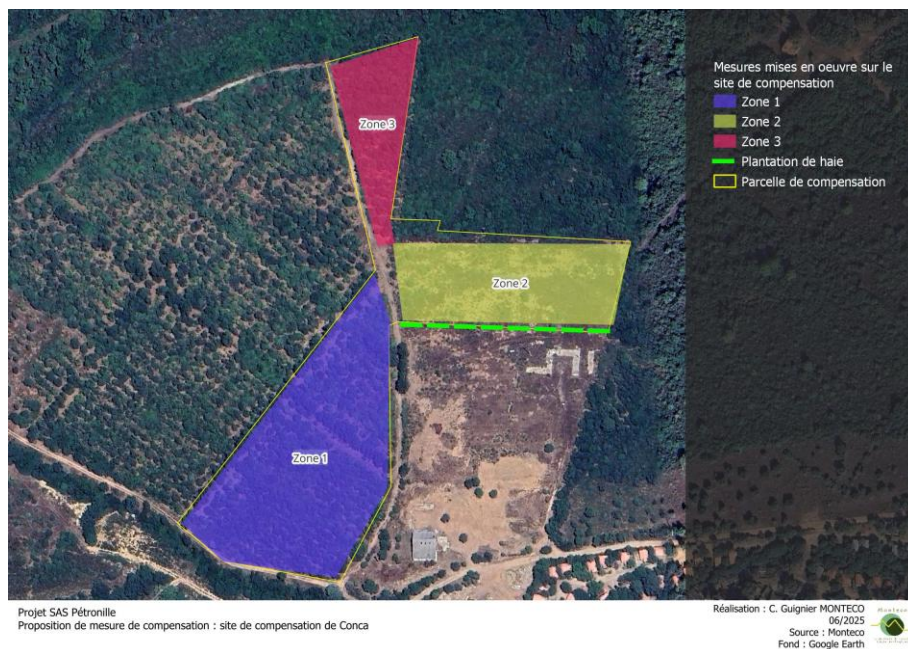 Mesures mises en oeuvre sur le
site de compensation
Zone 1
Zone 2
Zone 3
Plantation de haie
Parcelle de compensation
Zone 3
Zone 2
Zone 1
Projet SAS Pétronille
Proposition de mesure de compensation : site de compensation de Conca
Réalisation : C. Guignier MONTECO
06/2025
Source : Monteco
Fond : Google Earth
Monteco